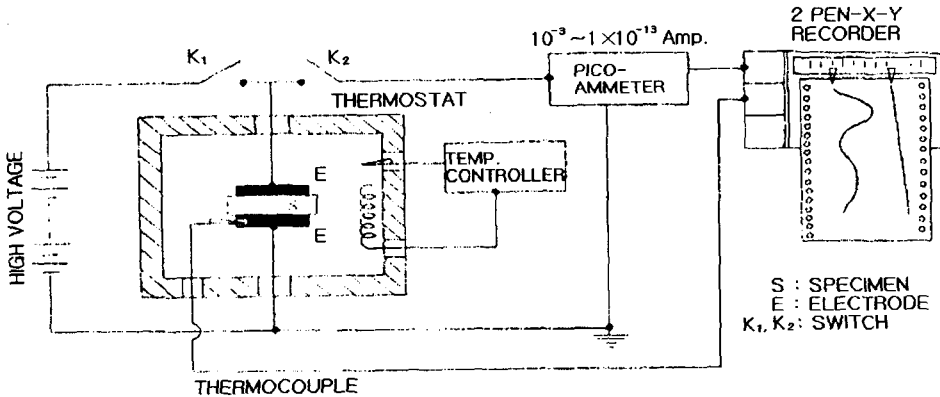 2 PEN-X-Y
RECORDER
10⁻³ ~ 1 × 10⁻¹³ Amp.
K₁
K₂
PICO-
AMMETER
THERMOSTAT
TEMP.
CONTROLLER
E
S
E
HIGH VOLTAGE
S : SPECIMEN
E : ELECTRODE
K₁, K₂: SWITCH
THERMOCOUPLE